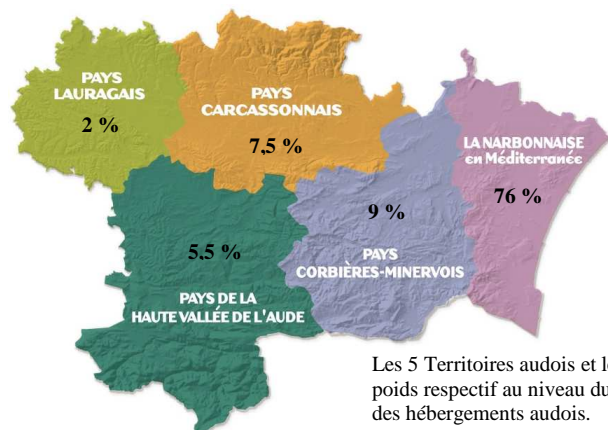 PAYS
LAURAGAIS
2 %
PAYS
CARCASSONNAIS
7,5 %
LA NARBONNAISE
en Méditerranée
76 %
9 %
PAYS
CORBIÈRES-MINERVOIS
5,5 %
PAYS DE LA
HAUTE VALLÉE DE L'AUDE
Les 5 Territoires audois et
poids respectif au niveau du
des hébergements audois.